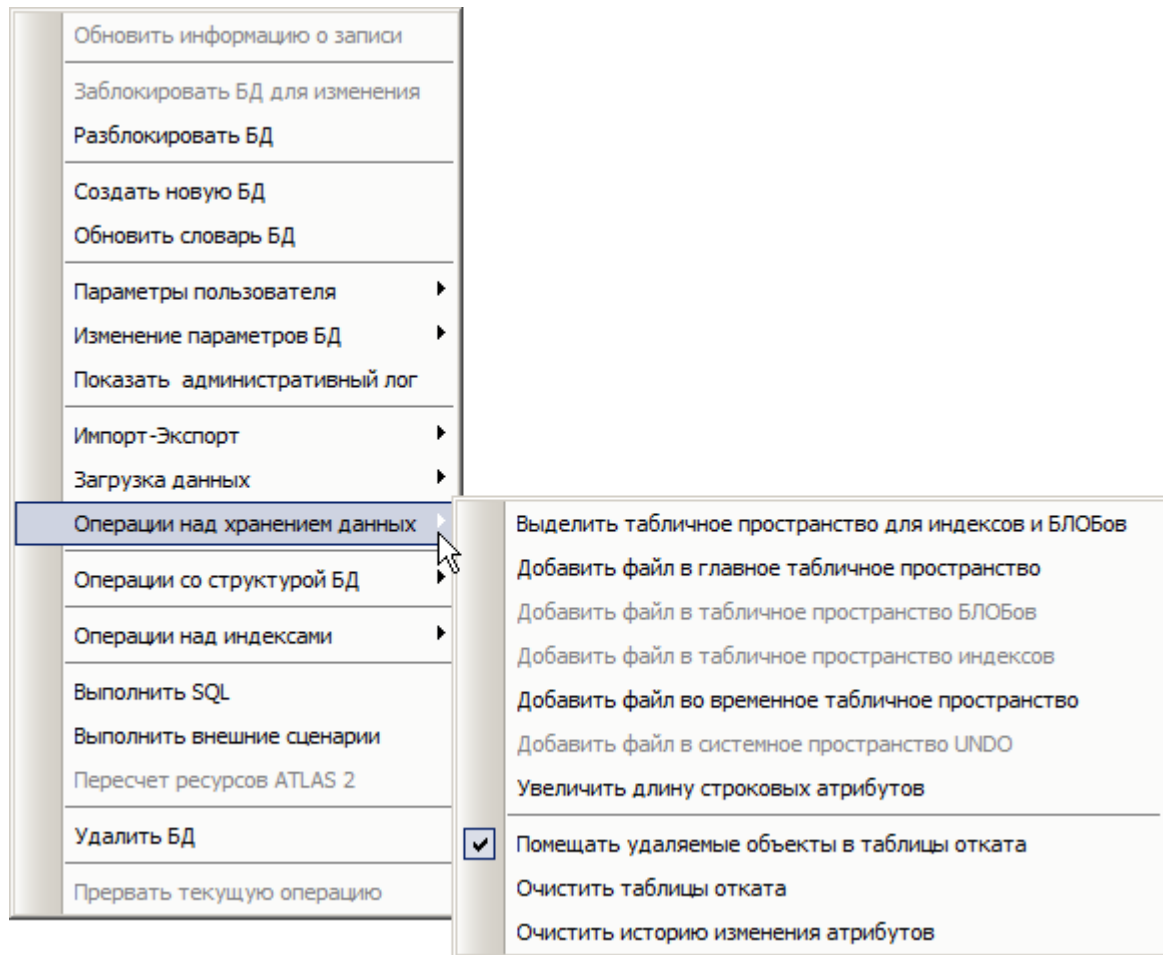 Обновить информацию о записи
Заблокировать БД для изменения
Разблокировать БД
Создать новую БД
Обновить словарь БД
Параметры пользователя
Изменение параметров БД
Показать  административный лог
Импорт-Экспорт
Загрузка данных
Операции над хранением данных
Операции со структурой БД
Операции над индексами
Выполнить SQL
Выполнить внешние сценарии
Пересчет ресурсов ATLAS 2
Удалить БД
Прервать текущую операцию
Выделить табличное пространство для индексов и БЛОБов
Добавить файл в главное табличное пространство
Добавить файл в табличное пространство БЛОБов
Добавить файл в табличное пространство индексов
Добавить файл во временное табличное пространство
Добавить файл в системное пространство UNDO
Увеличить длину строковых атрибутов
Помещать удаляемые объекты в таблицы отката
Очистить таблицы отката
Очистить историю изменения атрибутов